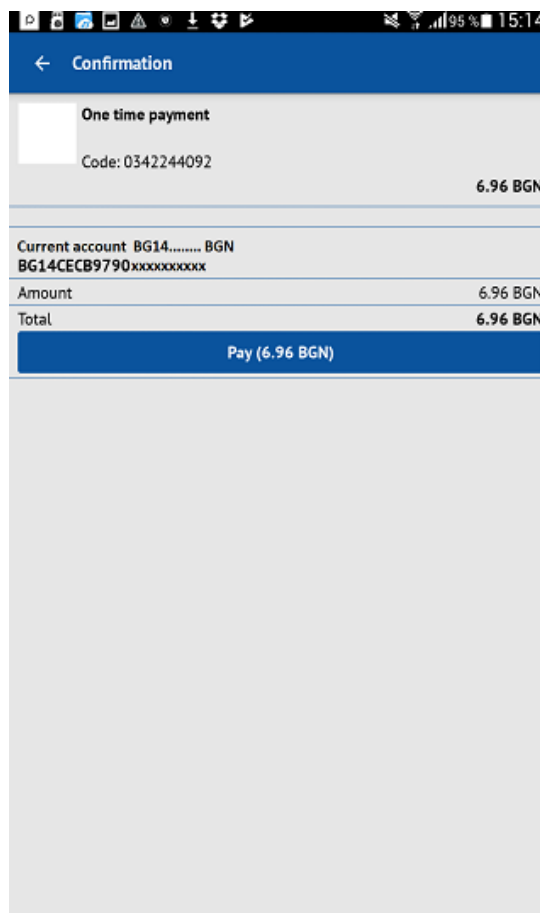 95 % 15:14
Confirmation
One time payment
Code: 0342244092
6.96 BGN
Current account BG14........ BGN
BG14CECB9790xxxxxxxxxx
Amount 6.96 BGN
Total 6.96 BGN
Pay (6.96 BGN)